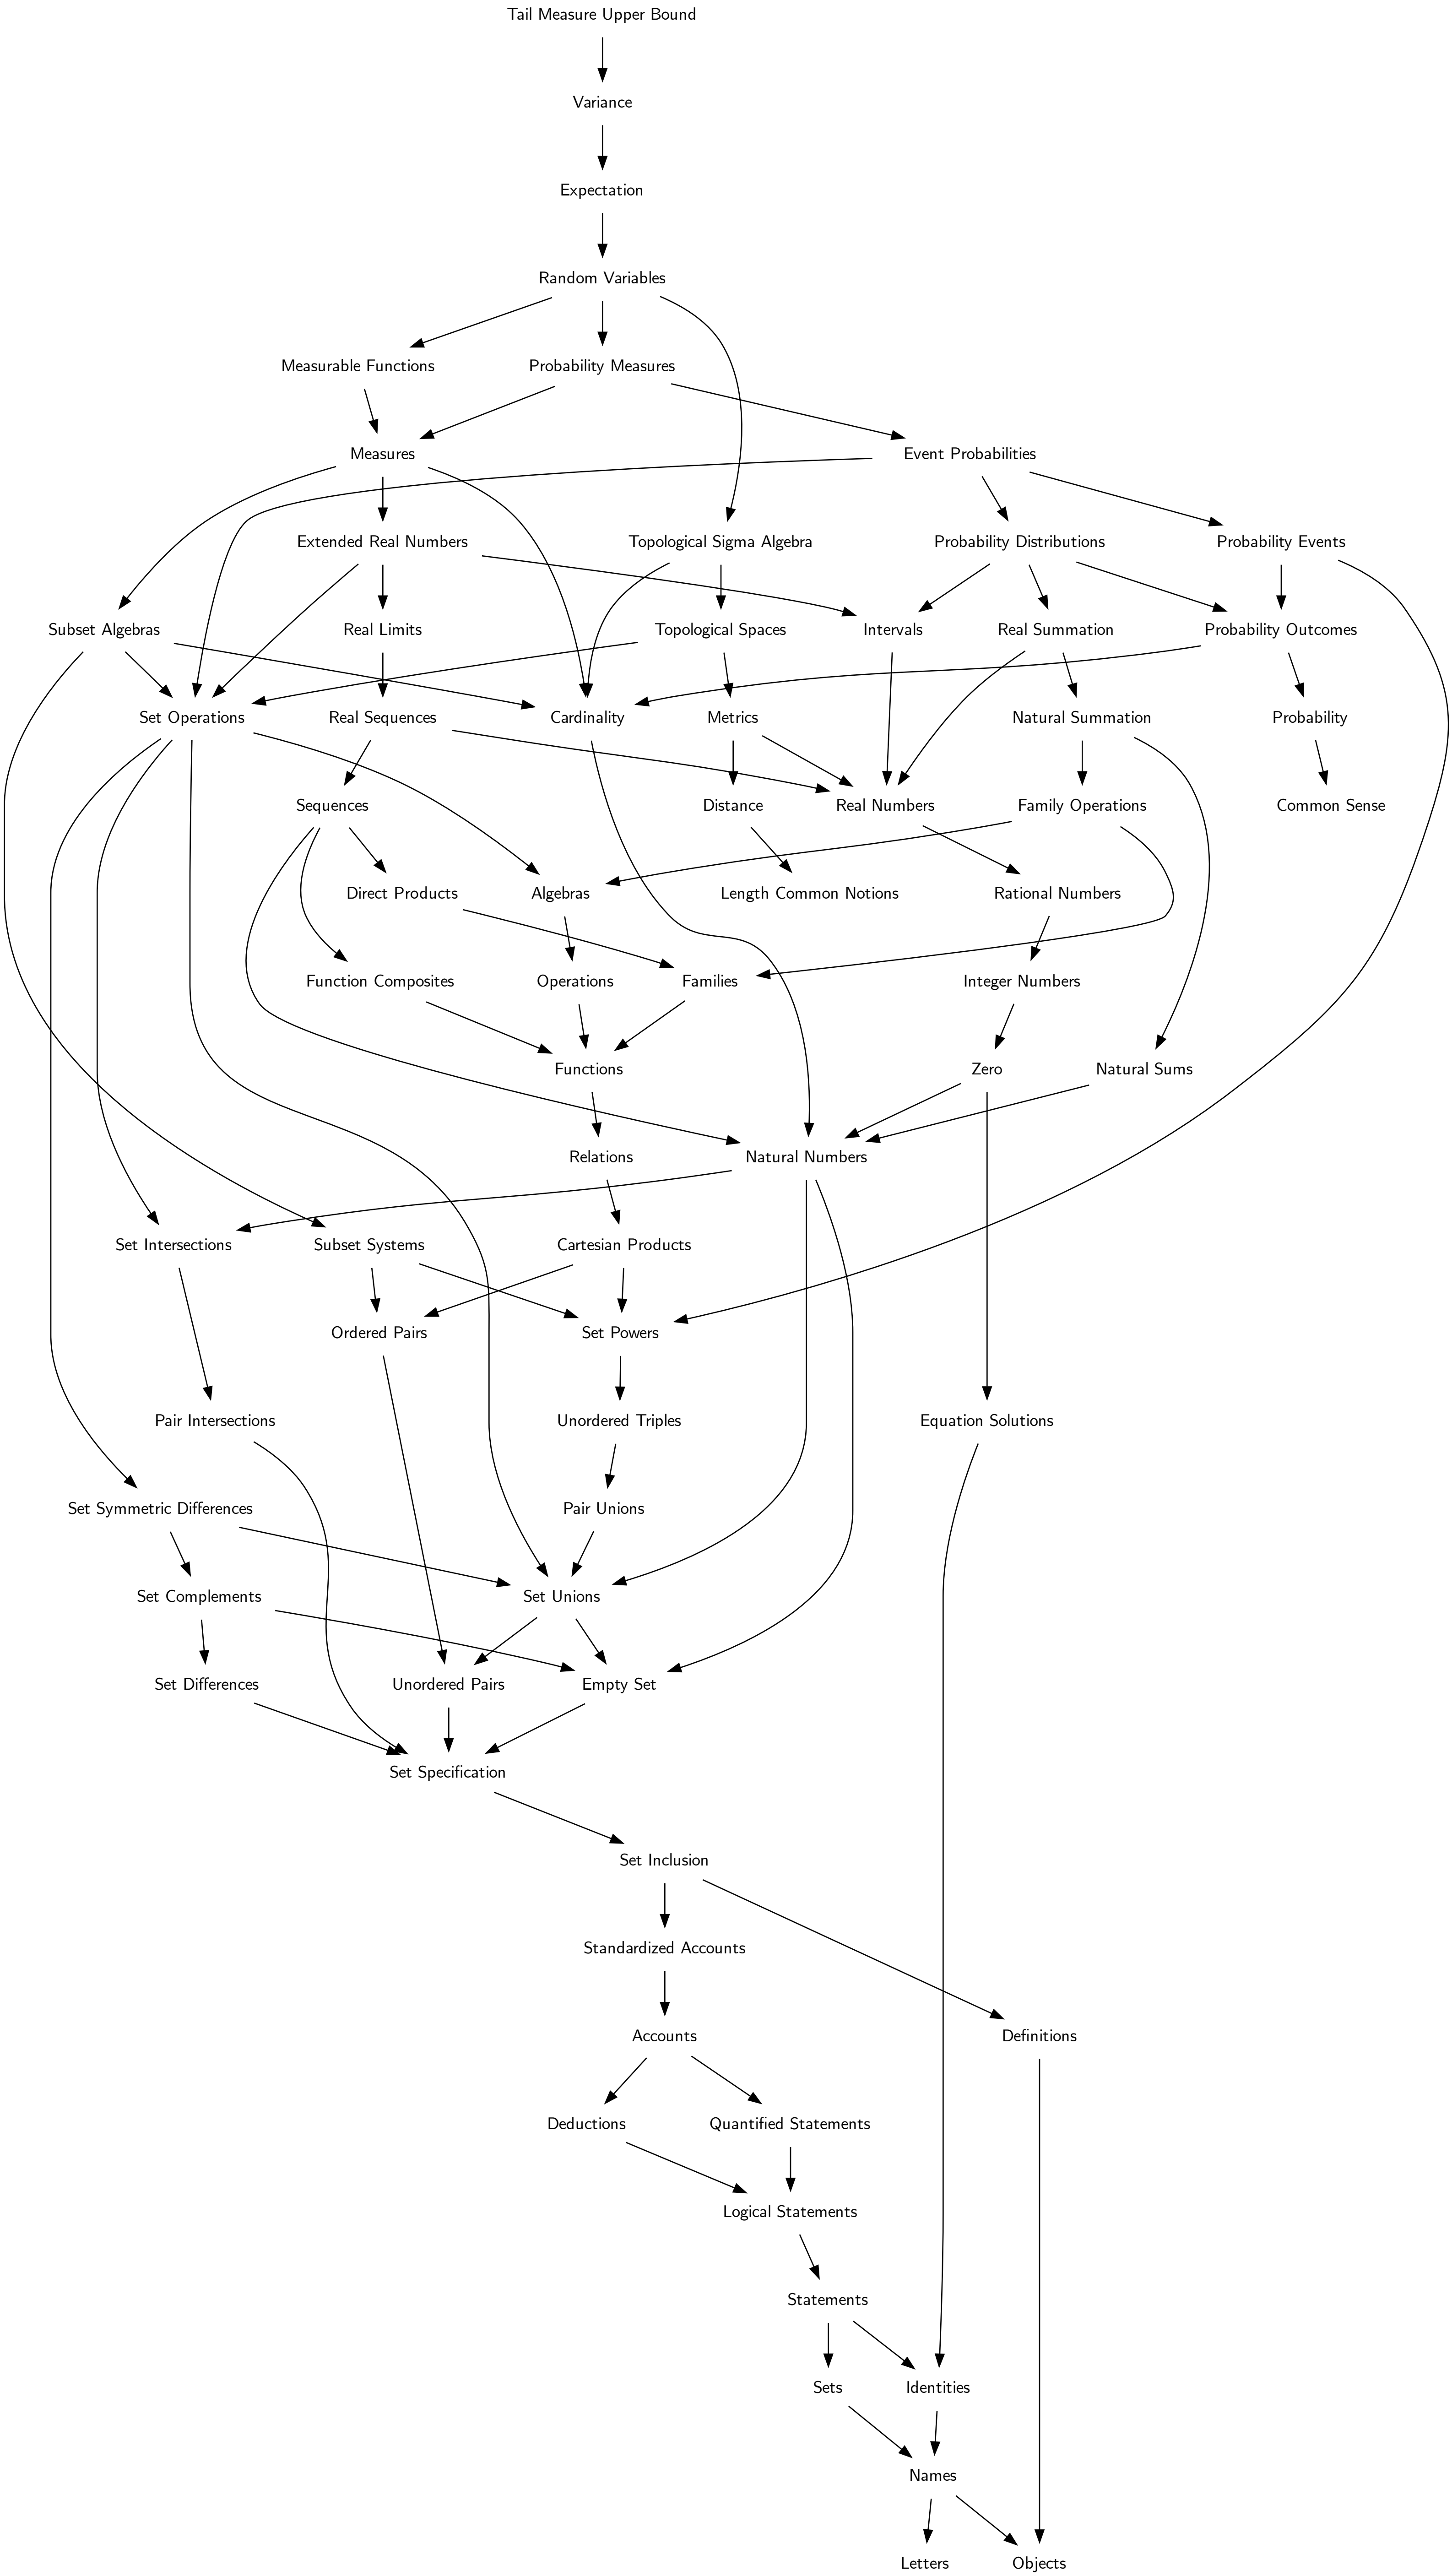 Tail Measure Upper Bound
Variance
Expectation
Random Variables
Measurable Functions
Probability Measures
Measures
Event Probabilities
Extended Real Numbers
Topological Sigma Algebra
Probability Distributions
Probability Events
Subset Algebras
Real Limits
Topological Spaces
Intervals
Real Summation
Probability Outcomes
Set Operations
Real Sequences
Cardinality
Metrics
Natural Summation
Probability
Sequences
Distance
Real Numbers
Family Operations
Common Sense
Direct Products
Algebras
Length Common Notions
Rational Numbers
Function Composites
Operations
Families
Integer Numbers
Functions
Zero
Natural Sums
Relations
Natural Numbers
Set Intersections
Subset Systems
Cartesian Products
Ordered Pairs
Set Powers
Pair Intersections
Unordered Triples
Equation Solutions
Set Symmetric Differences
Pair Unions
Set Complements
Set Unions
Set Differences
Unordered Pairs
Empty Set
Set Specification
Set Inclusion
Standardized Accounts
Accounts
Definitions
Deductions
Quantified Statements
Logical Statements
Statements
Sets
Identities
Names
Letters
Objects